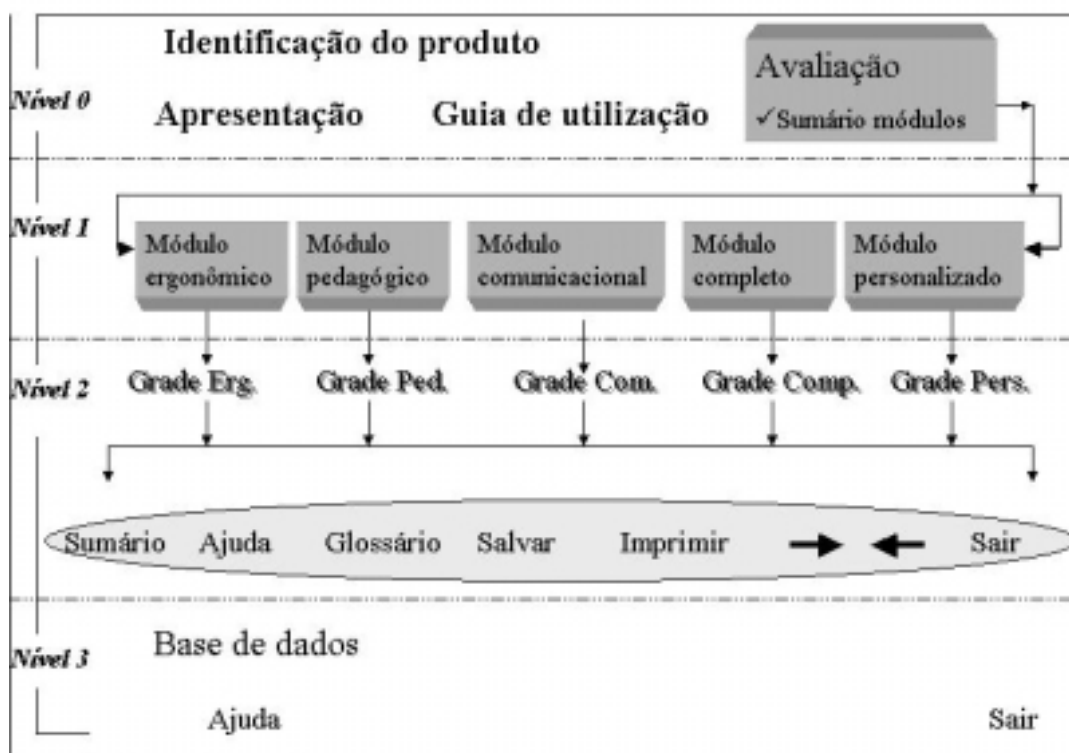 Identificação do produto
Avaliação
Nível 0
Apresentação
Guia de utilização
✓Sumário módulos
Nível 1
Módulo
ergonômico
Módulo
pedagógico
Módulo
comunicacional
Módulo
completo
Módulo
personalizado
Nível 2
Grade Erg.
Grade Ped.
Grade Com.
Grade Comp.
Grade Pers.
Sumário
Ajuda
Glossário
Salvar
Imprimir
Sair
Base de dados
Nível 3
Ajuda
Sair